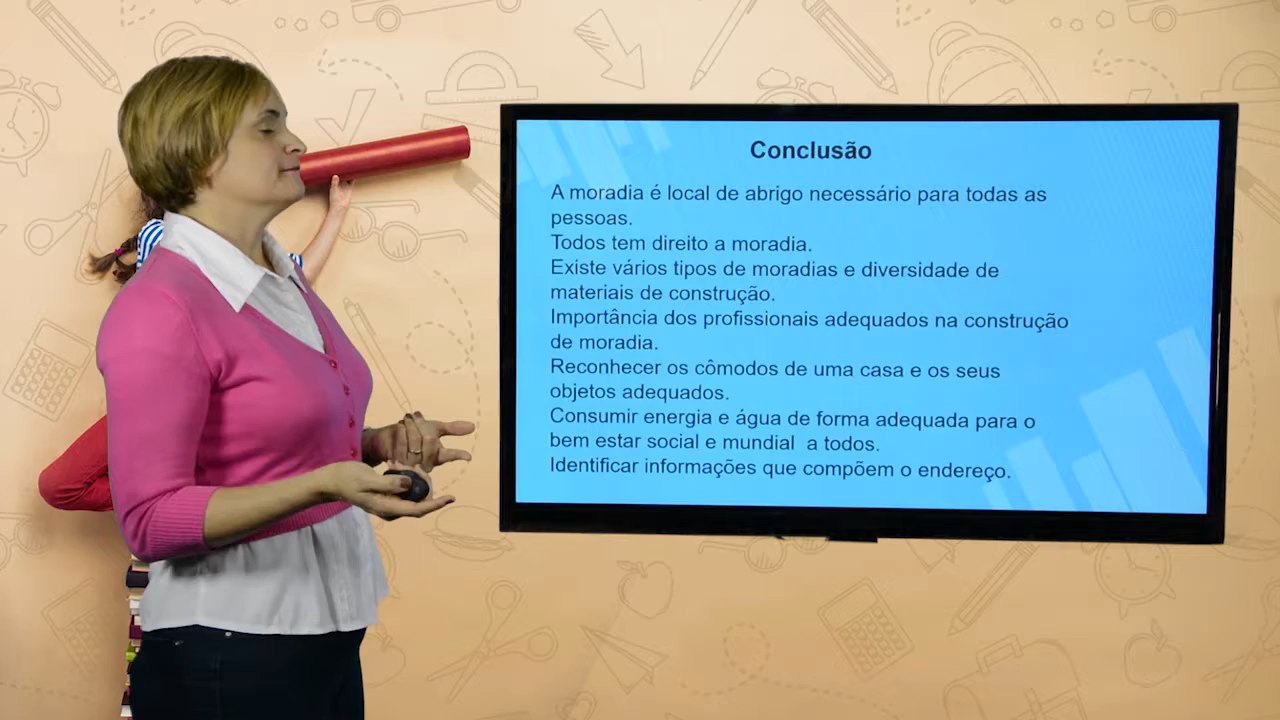 Conclusão
A moradia é local de abrigo necessário para todas as
pessoas.
Todos tem direito a moradia.
Existe vários tipos de moradias e diversidade de
materiais de construção.
Importância dos profissionais adequados na construção
de moradia.
Reconhecer os cômodos de uma casa e os seus
objetos adequados.
Consumir energia e água de forma adequada para o
bem estar social e mundial  a todos.
Identificar informações que compõem o endereço.